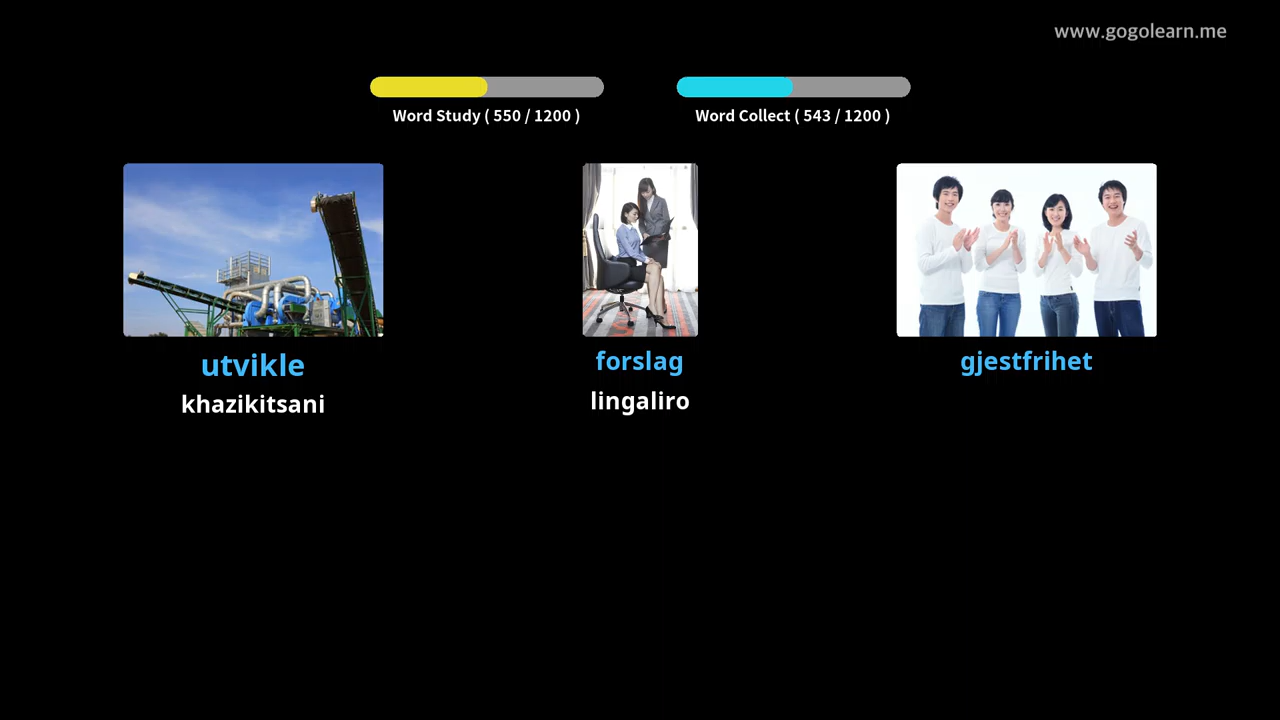 www.gogolearn.me
Word Study ( 550 / 1200 )
Word Collect ( 543 / 1200 )
utvikle
khazikitsani
forslag
lingaliro
gjestfrihet